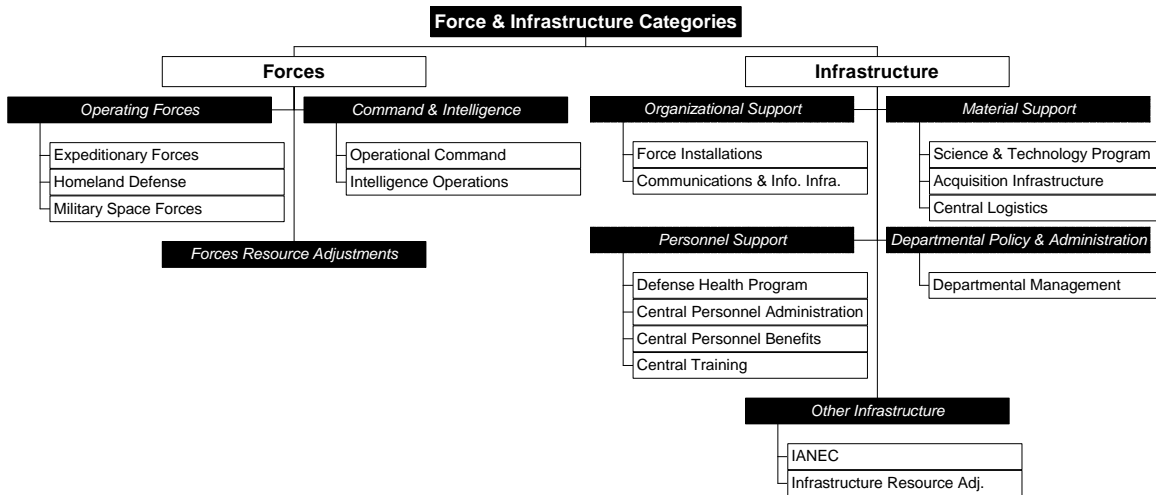 Force & Infrastructure Categories
Forces
Operating Forces
Expeditionary Forces
Homeland Defense
Military Space Forces
Command & Intelligence
Operational Command
Intelligence Operations
Forces Resource Adjustments
Infrastructure
Organizational Support
Force Installations
Communications & Info. Infra.
Material Support
Science & Technology Program
Acquisition Infrastructure
Central Logistics
Personnel Support
Defense Health Program
Central Personnel Administration
Central Personnel Benefits
Central Training
Departmental Policy & Administration
Departmental Management
Other Infrastructure
IANEC
Infrastructure Resource Adj.